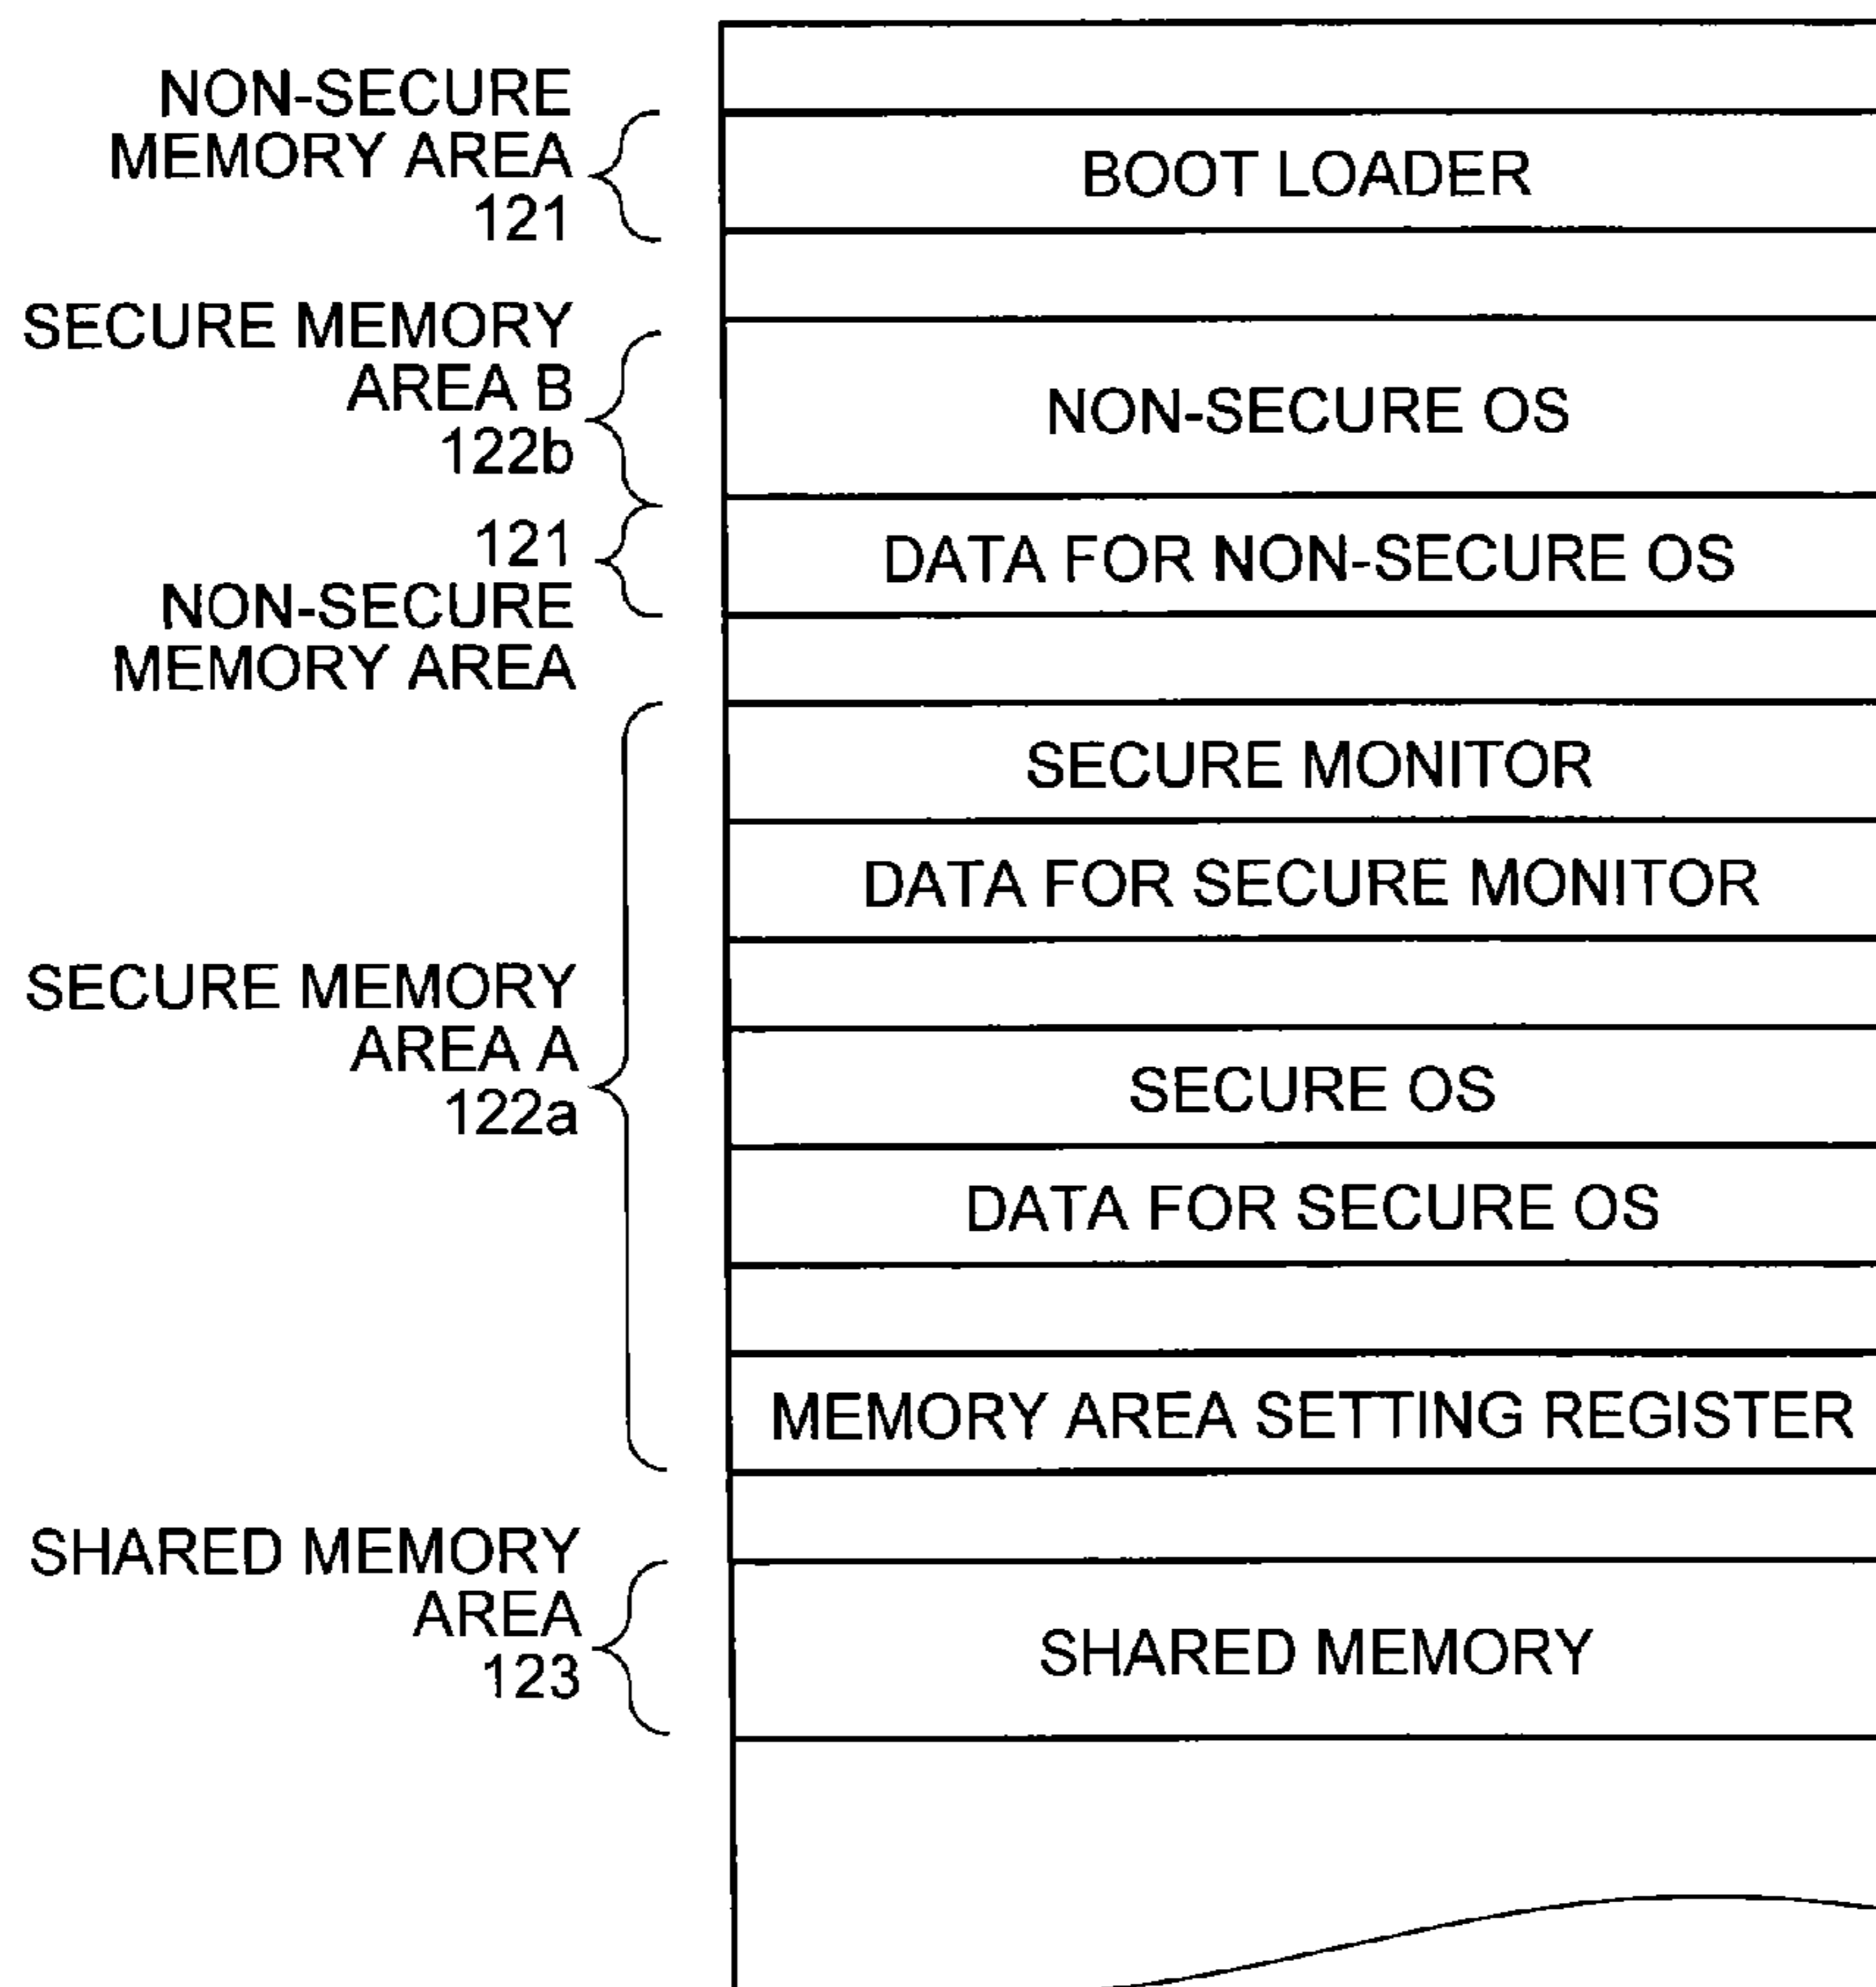 NON-SECURE
MEMORY AREA
121
BOOT LOADER
SECURE MEMORY
AREA B
122b
NON-SECURE OS
121
NON-SECURE
MEMORY AREA
DATA FOR NON-SECURE OS
SECURE MONITOR
DATA FOR SECURE MONITOR
SECURE MEMORY
AREA A
122a
SECURE OS
DATA FOR SECURE OS
MEMORY AREA SETTING REGISTER
SHARED MEMORY
AREA
123
SHARED MEMORY